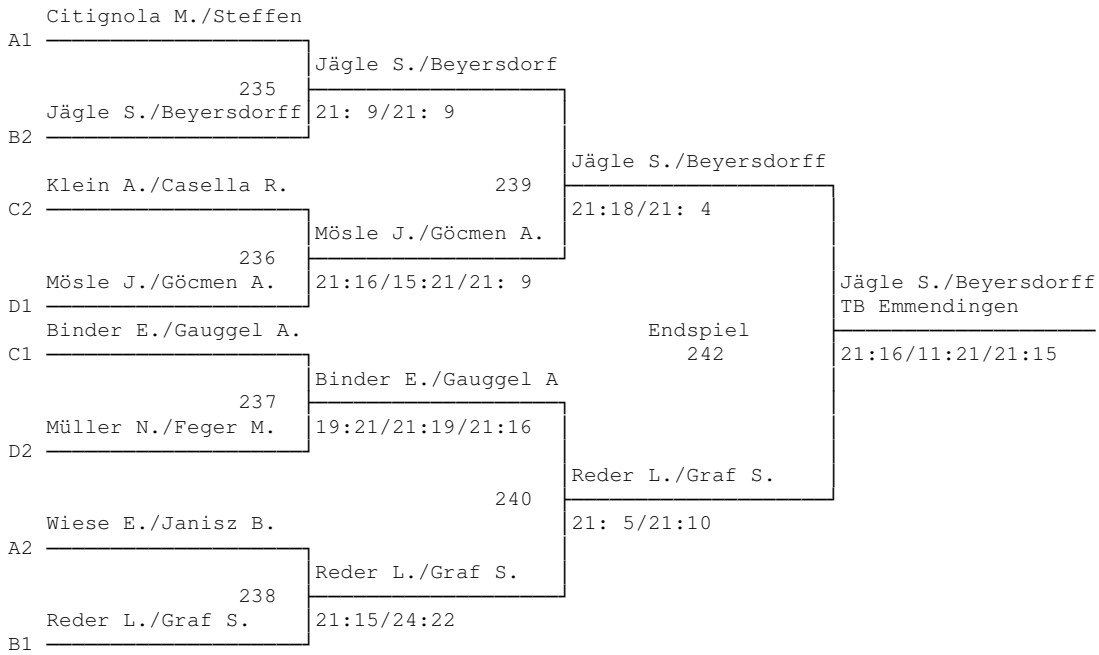 Citignola M./Steffen
A1
Jägle S./Beyersdorf
235
Jägle S./Beyersdorff 21: 9/21: 9
B2
Jägle S./Beyersdorff
Klein A./Casella R. 239
C2 21:18/21: 4
Mösle J./Göcmen A.
236
Mösle J./Göcmen A. 21:16/15:21/21: 9 Jägle S./Beyersdorff
D1 TB Emmendingen
Binder E./Gauggel A. Endspiel
C1 242 21:16/11:21/21:15
Binder E./Gauggel A
237
Müller N./Feger M. 19:21/21:19/21:16
D2
Reder L./Graf S.
240
Wiese E./Janisz B. 21: 5/21:10
A2
Reder L./Graf S.
238
Reder L./Graf S. 21:15/24:22
B1